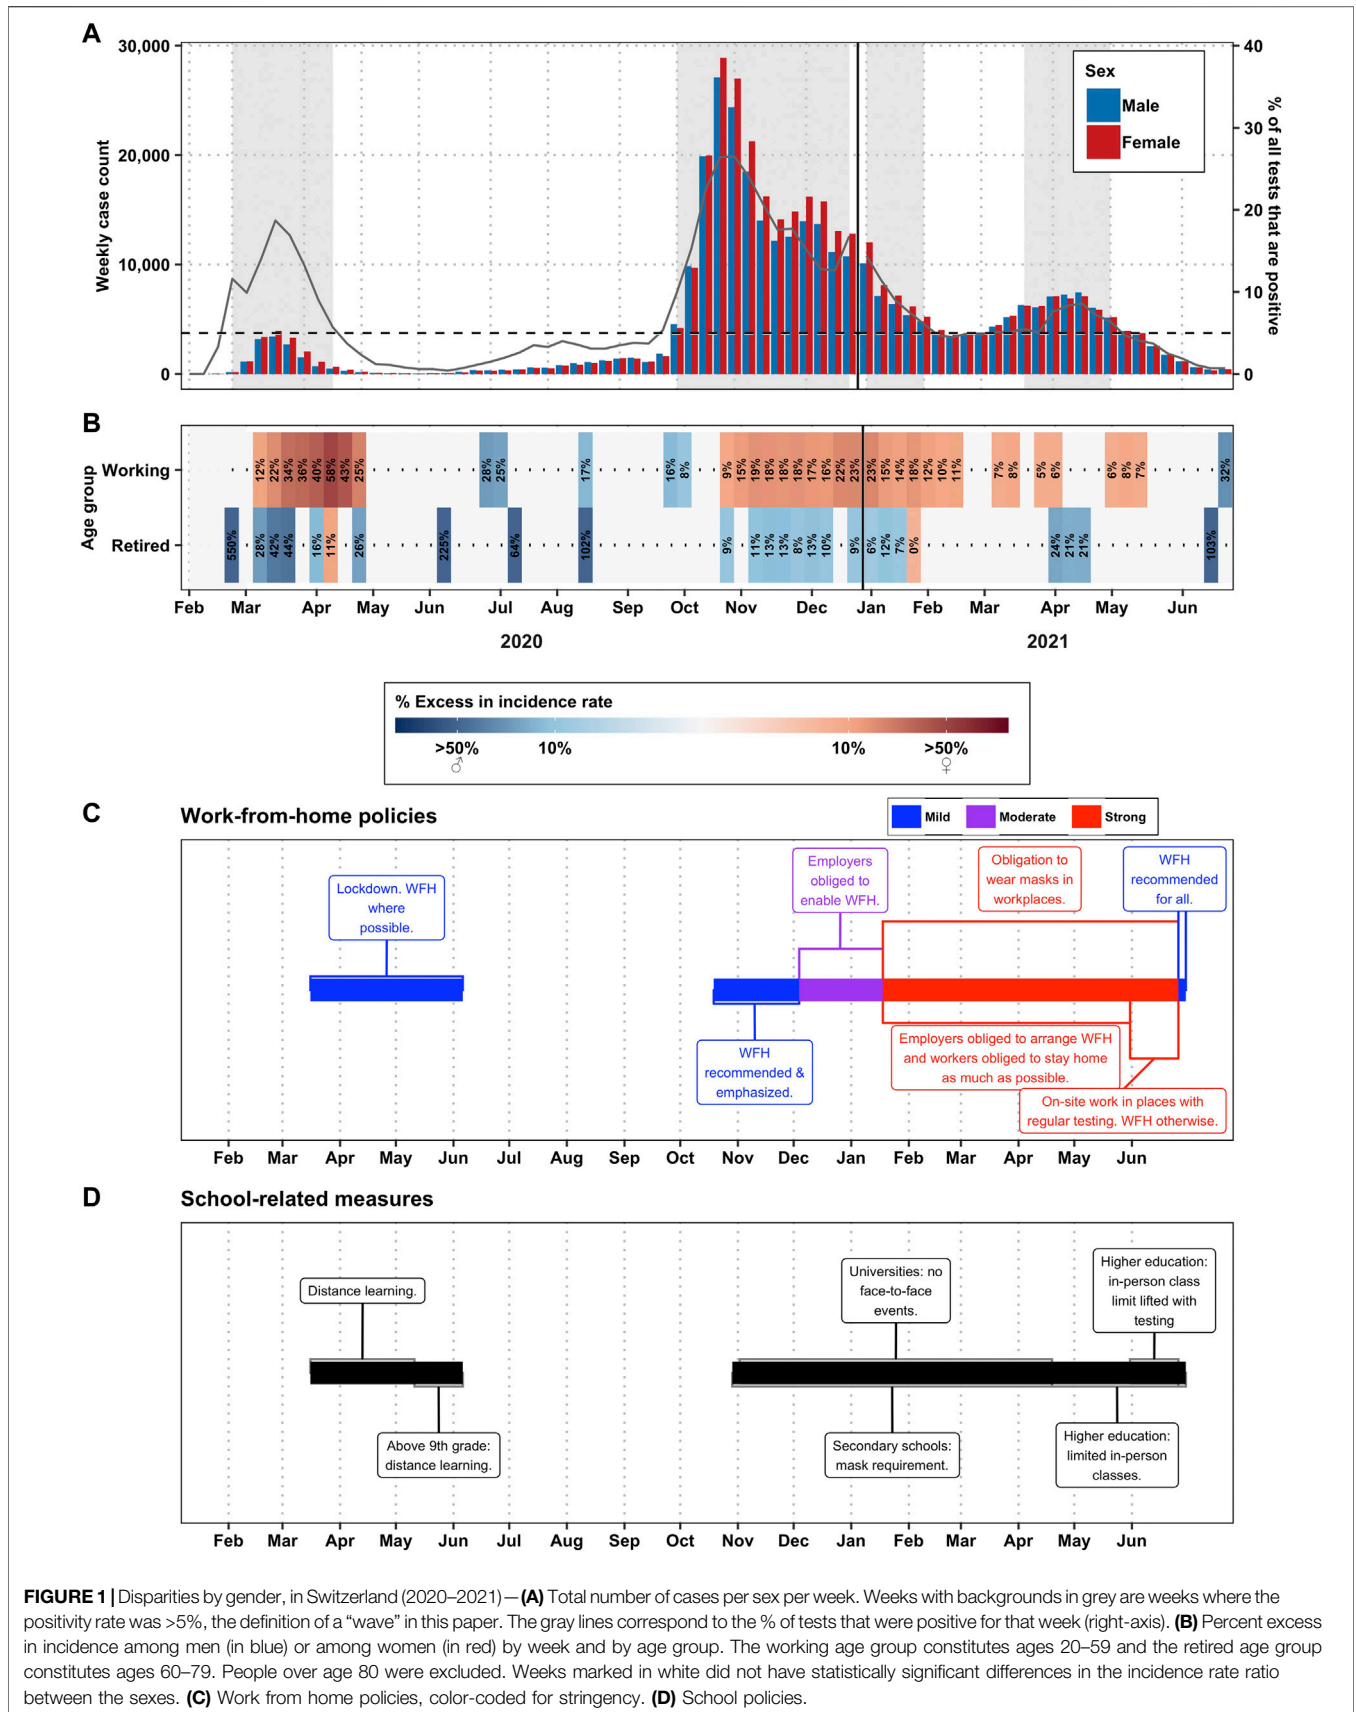 A
30,000
20,000
10,000
0
Weekly case count
40
30
20
10
0
% of all tests that are positive
Sex
Male
Female
B
Age group
Working
12% 22% 34% 36% 40% 58% 43% 25% 28% 25% 17% 16% 8% 9% 15% 19% 18% 18% 18% 17% 16% 22% 23% 23% 15% 14% 18% 12% 10% 11% 7% 8% 5% 6% 6% 8% 7% 32%
Retired
550% 28% 42% 44% 16% 11% 26% 225% 64% 102% 9% 11% 13% 13% 8% 13% 10% 9% 6% 12% 7% 0% 24% 21% 21% 103%
Feb Mar Apr May Jun Jul Aug Sep Oct Nov Dec Jan Feb Mar Apr May Jun
2020 2021
% Excess in incidence rate
>50% 10% 10% >50%
♂ ♀
C
Work-from-home policies
Mild Moderate Strong
Lockdown. WFH
where
possible.
Employers
obliged to
enable WFH.
Obligation to
wear masks in
workplaces.
WFH
recommended
for all.
WFH
recommended &
emphasized.
Employers obliged to arrange WFH
and workers obliged to stay home
as much as possible.
On-site work in places with
regular testing. WFH otherwise.
Feb Mar Apr May Jun Jul Aug Sep Oct Nov Dec Jan Feb Mar Apr May Jun
D
School-related measures
Distance learning.
Above 9th grade:
distance learning.
Universities: no
face-to-face
events.
Secondary schools:
mask requirement.
Higher education:
in-person class
limit lifted with
testing
Higher education:
limited in-person
classes.
Feb Mar Apr May Jun Jul Aug Sep Oct Nov Dec Jan Feb Mar Apr May Jun
FIGURE 1 | Disparities by gender, in Switzerland (2020–2021)—(A) Total number of cases per sex per week. Weeks with backgrounds in grey are weeks where the
positivity rate was >5%, the definition of a “wave” in this paper. The gray lines correspond to the % of tests that were positive for that week (right-axis). (B) Percent excess
in incidence among men (in blue) or among women (in red) by week and by age group. The working age group constitutes ages 20–59 and the retired age group
constitutes ages 60–79. People over age 80 were excluded. Weeks marked in white did not have statistically significant differences in the incidence rate ratio
between the sexes. (C) Work from home policies, color-coded for stringency. (D) School policies.